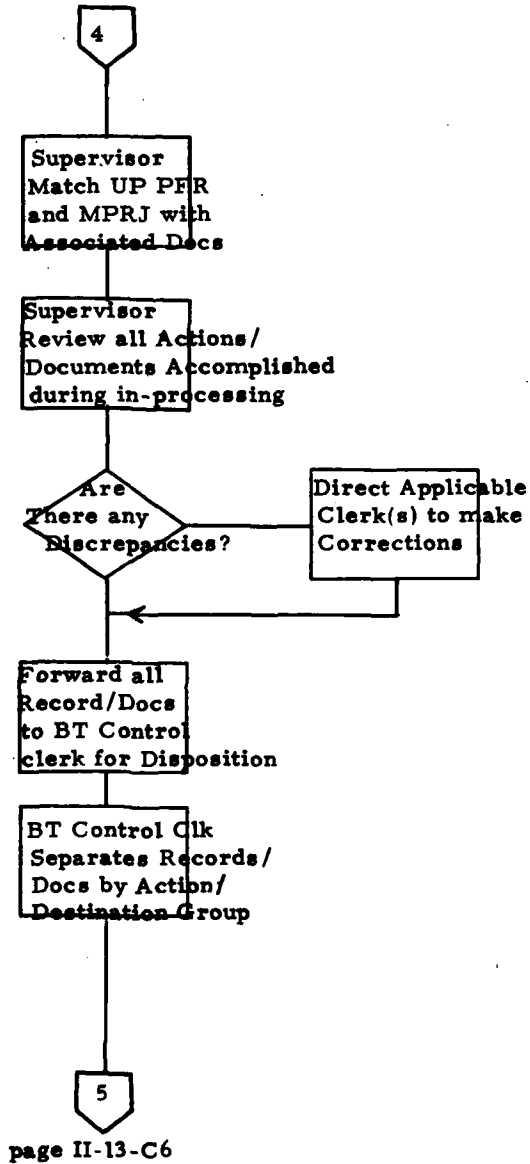 4
Supervisor
Match UP PFR
and MPRJ with
Associated Docs
Supervisor
Review all Actions/
Documents Accomplished
during in-processing
Are
There any
Discrepancies?
Direct Applicable
Clerk(s) to make
Corrections
Forward all
Record/Docs
to BT Control
clerk for Disposition
BT Control Clk
Separates Records/
Docs by Action/
Destination Group
5
page II-13-C6